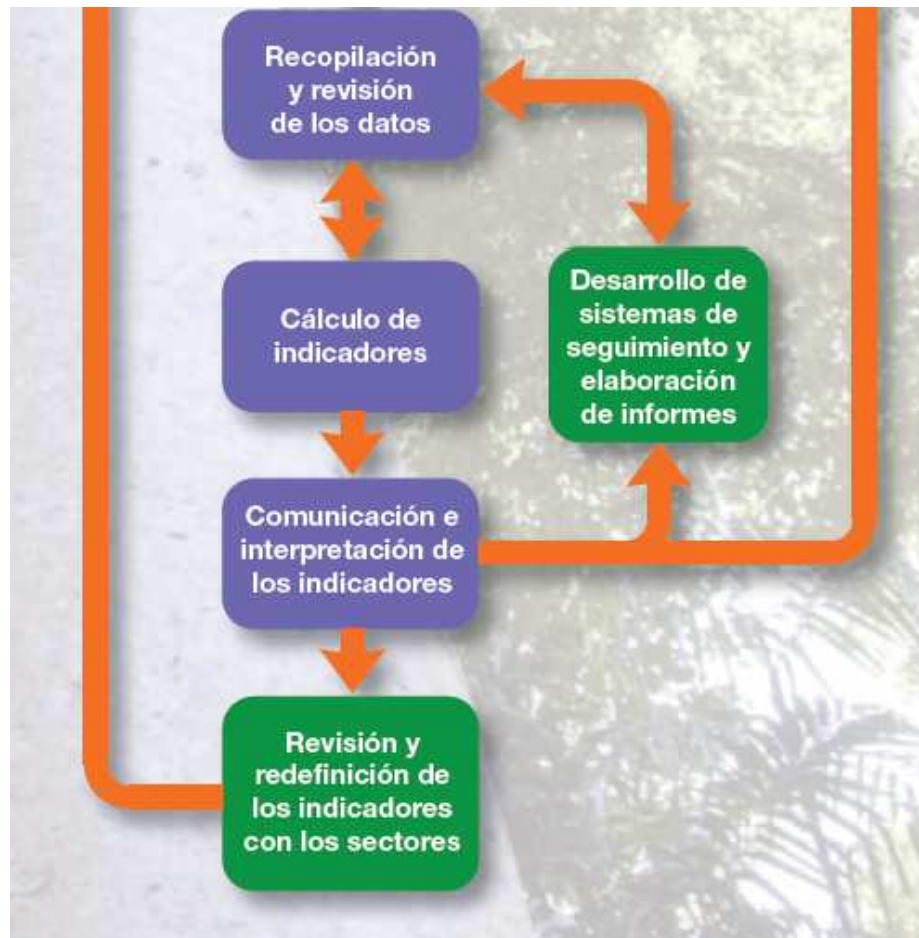 Recopilación
y revisión
de los datos
Cálculo de
indicadores
Desarrollo de
sistemas de
seguimiento y
elaboración
de informes
Comunicación e
interpretación de
los indicadores
Revisión y
redefinición de
los indicadores
con los sectores